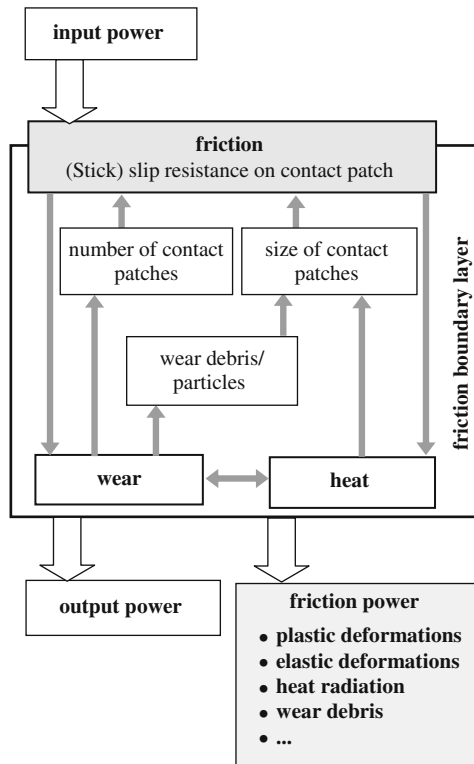 input power
friction
(Stick) slip resistance on contact patch
number of contact
patches
size of contact
patches
wear debris/
particles
friction boundary layer
wear
heat
output power
friction power
• plastic deformations
• elastic deformations
• heat radiation
• wear debris
• ...